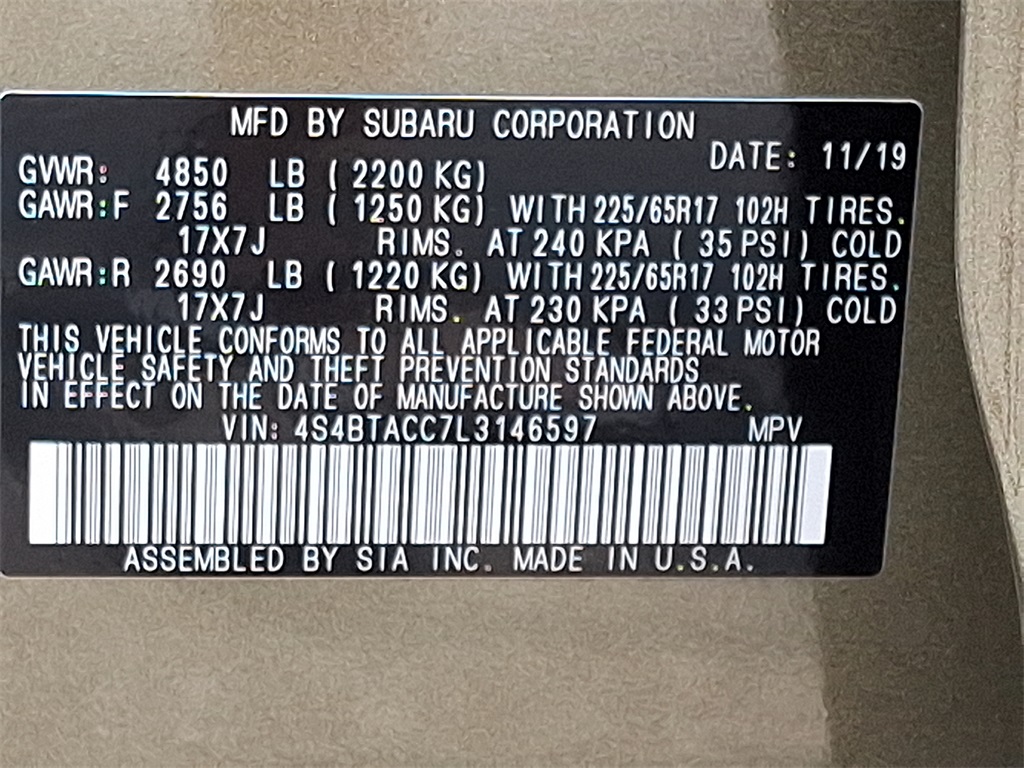 MFD BY SUBARU CORPORATION
DATE: 11/19
GVWR: 4850 LB ( 2200 KG)
GAWR:F 2756 LB ( 1250 KG) WITH 225/65R17 102H TIRES.
17X7J RIMS. AT 240 KPA ( 35 PSI) COLD
GAWR:R 2690 LB ( 1220 KG) WITH 225/65R17 102H TIRES.
17X7J RIMS. AT 230 KPA ( 33 PSI) COLD
THIS VEHICLE CONFORMS TO ALL APPLICABLE FEDERAL MOTOR
VEHICLE SAFETY AND THEFT PREVENTION STANDARDS
IN EFFECT ON THE DATE OF MANUFACTURE SHOWN ABOVE.
VIN: 4S4BTACC7L3146597 MPV
ASSEMBLED BY SIA INC. MADE IN U.S.A.